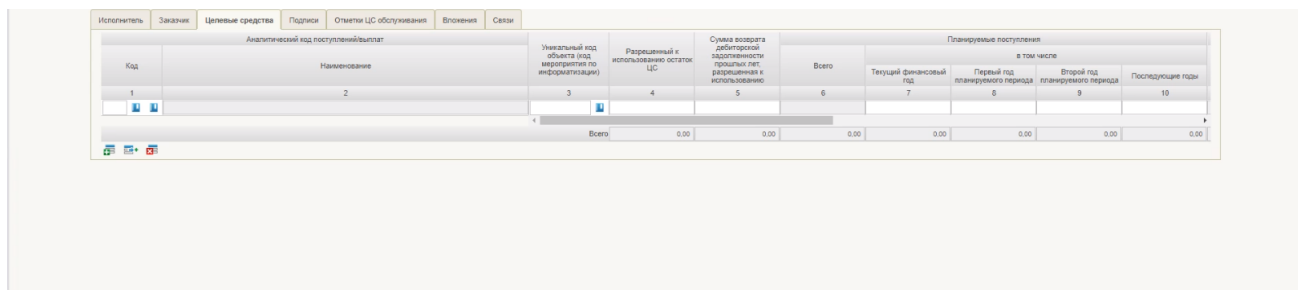 Исполнитель Заказчик Целевые средства Подписи Отметки ЦС обслуживания Вложения Связи
Аналитический код поступлений/выплат
Код
Наименование
Уникальный код
объекта (код
мероприятия по
информатизации)
Разрешенный к
использованию остаток
ЦС
Сумма возврата
дебиторской
задолженности
прошлых лет,
разрешенная к
использованию
Планируемые поступления
Всего
в том числе
Текущий финансовый
год
Первый год
планируемого периода
Второй год
планируемого периода
Последующие годы
1 2 3 4 5 6 7 8 9 10
Всего 0,00 0,00 0,00 0,00 0,00 0,00 0,00